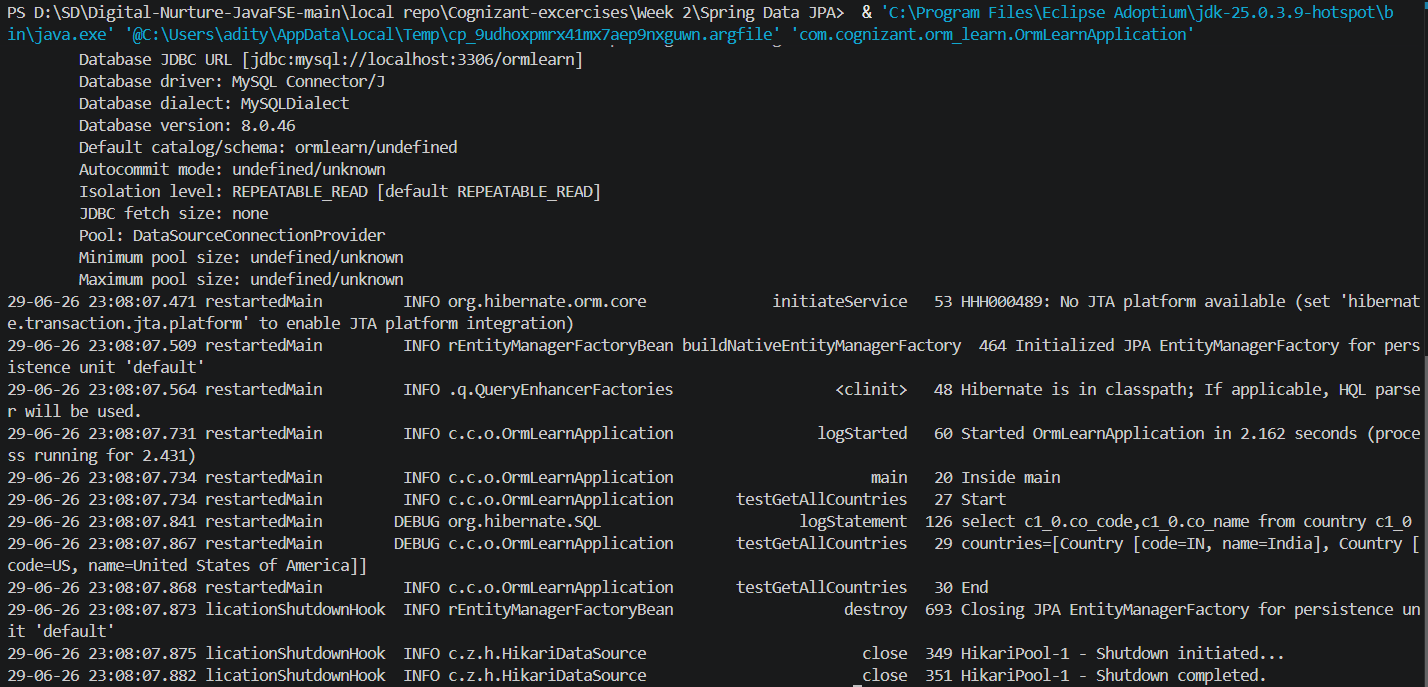 PS D:\SD\Digital-Nurture-JavaFSE-main\local repo\Cognizant-excercises\Week 2\Spring Data JPA>  & 'C:\Program Files\Eclipse Adoptium\jdk-25.0.3.9-hotspot\b
in\java.exe' '@C:\Users\adity\AppData\Local\Temp\cp_9udhoxpmrx41mx7aep9nxguwn.argfile' 'com.cognizant.orm_learn.OrmLearnApplication'
        Database JDBC URL [jdbc:mysql://localhost:3306/ormlearn]
        Database driver: MySQL Connector/J
        Database dialect: MySQLDialect
        Database version: 8.0.46
        Default catalog/schema: ormlearn/undefined
        Autocommit mode: undefined/unknown
        Isolation level: REPEATABLE_READ [default REPEATABLE_READ]
        JDBC fetch size: none
        Pool: DataSourceConnectionProvider
        Minimum pool size: undefined/unknown
        Maximum pool size: undefined/unknown
29-06-26 23:08:07.471 restartedMain         INFO org.hibernate.orm.core              initiateService   53 HHH000489: No JTA platform available (set 'hibernat
e.transaction.jta.platform' to enable JTA platform integration)
29-06-26 23:08:07.509 restartedMain         INFO rEntityManagerFactoryBean buildNativeEntityManagerFactory  464 Initialized JPA EntityManagerFactory for pers
istence unit 'default'
29-06-26 23:08:07.564 restartedMain         INFO .q.QueryEnhancerFactories                  <clinit>   48 Hibernate is in classpath; If applicable, HQL parse
r will be used.
29-06-26 23:08:07.731 restartedMain         INFO c.c.o.OrmLearnApplication                logStarted   60 Started OrmLearnApplication in 2.162 seconds (proce
ss running for 2.431)
29-06-26 23:08:07.734 restartedMain         INFO c.c.o.OrmLearnApplication                      main   20 Inside main
29-06-26 23:08:07.734 restartedMain         INFO c.c.o.OrmLearnApplication       testGetAllCountries   27 Start
29-06-26 23:08:07.841 restartedMain        DEBUG org.hibernate.SQL                      logStatement  126 select c1_0.co_code,c1_0.co_name from country c1_0
29-06-26 23:08:07.867 restartedMain        DEBUG c.c.o.OrmLearnApplication       testGetAllCountries   29 countries=[Country [code=IN, name=India], Country [
code=US, name=United States of America]]
29-06-26 23:08:07.868 restartedMain         INFO c.c.o.OrmLearnApplication       testGetAllCountries   30 End
29-06-26 23:08:07.873 licationShutdownHook  INFO rEntityManagerFactoryBean                   destroy  693 Closing JPA EntityManagerFactory for persistence un
it 'default'
29-06-26 23:08:07.875 licationShutdownHook  INFO c.z.h.HikariDataSource                        close  349 HikariPool-1 - Shutdown initiated...
29-06-26 23:08:07.882 licationShutdownHook  INFO c.z.h.HikariDataSource                        close  351 HikariPool-1 - Shutdown completed.